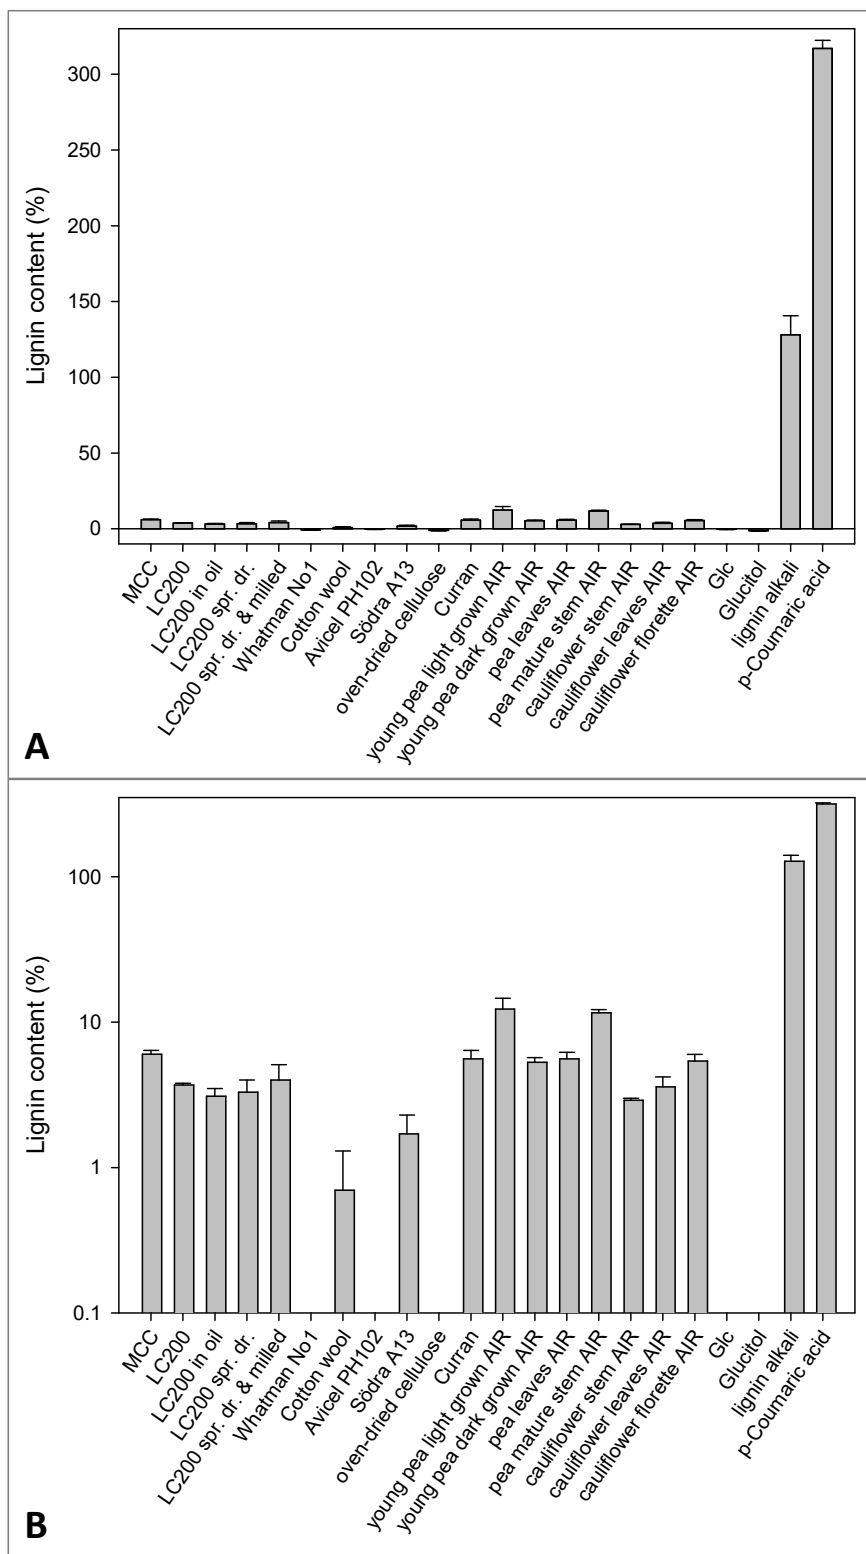 Lignin content (%)
300
250
200
150
100
50
0
MCC
LC200
LC200 in oil
LC200 spr. dr.
LC200 spr. dr. & milled
Whatman No1
Cotton wool
Avicel PH102
Södra A13
oven-dried cellulose
Curran
young pea light grown AIR
young pea dark grown AIR
pea leaves AIR
pea mature stem AIR
cauliflower stem AIR
cauliflower leaves AIR
cauliflower florette AIR
Glc
Glucitol
lignin alkali
p-Coumaric acid
A
Lignin content (%)
100
10
1
0.1
MCC
LC200
LC200 in oil
LC200 spr. dr.
LC200 spr. dr. & milled
Whatman No1
Cotton wool
Avicel PH102
Södra A13
oven-dried cellulose
Curran
young pea light grown AIR
young pea dark grown AIR
pea leaves AIR
pea mature stem AIR
cauliflower stem AIR
cauliflower leaves AIR
cauliflower florette AIR
Glc
Glucitol
lignin alkali
p-Coumaric acid
B